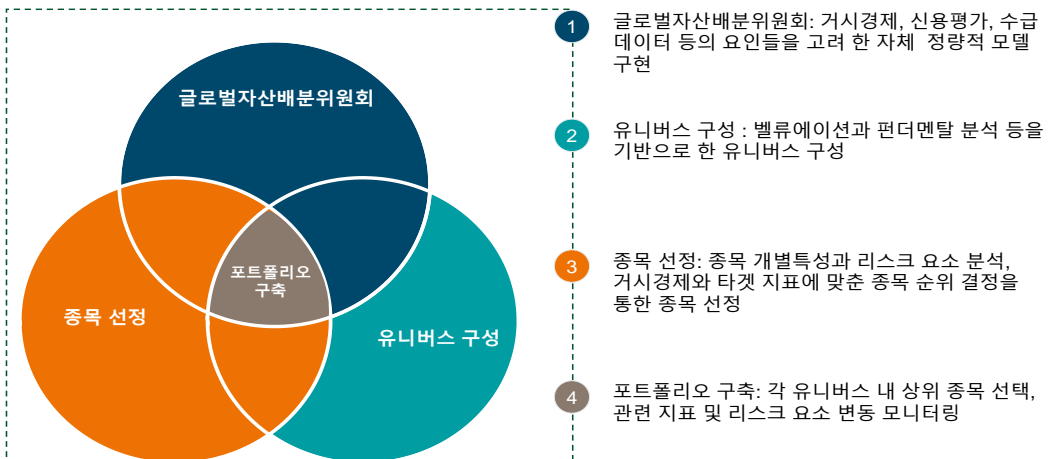 글로벌자산배분위원회
종목 선정
포트폴리오
구축
유니버스 구성
1
글로벌자산배분위원회: 거시경제, 신용평가, 수급
데이터 등의 요인들을 고려 한 자체 정량적 모델
구현
2
유니버스 구성 : 벨류에이션과 펀더멘탈 분석 등을
기반으로 한 유니버스 구성
3
종목 선정: 종목 개별특성과 리스크 요소 분석,
거시경제와 타겟 지표에 맞춘 종목 순위 결정을
통한 종목 선정
4
포트폴리오 구축: 각 유니버스 내 상위 종목 선택,
관련 지표 및 리스크 요소 변동 모니터링